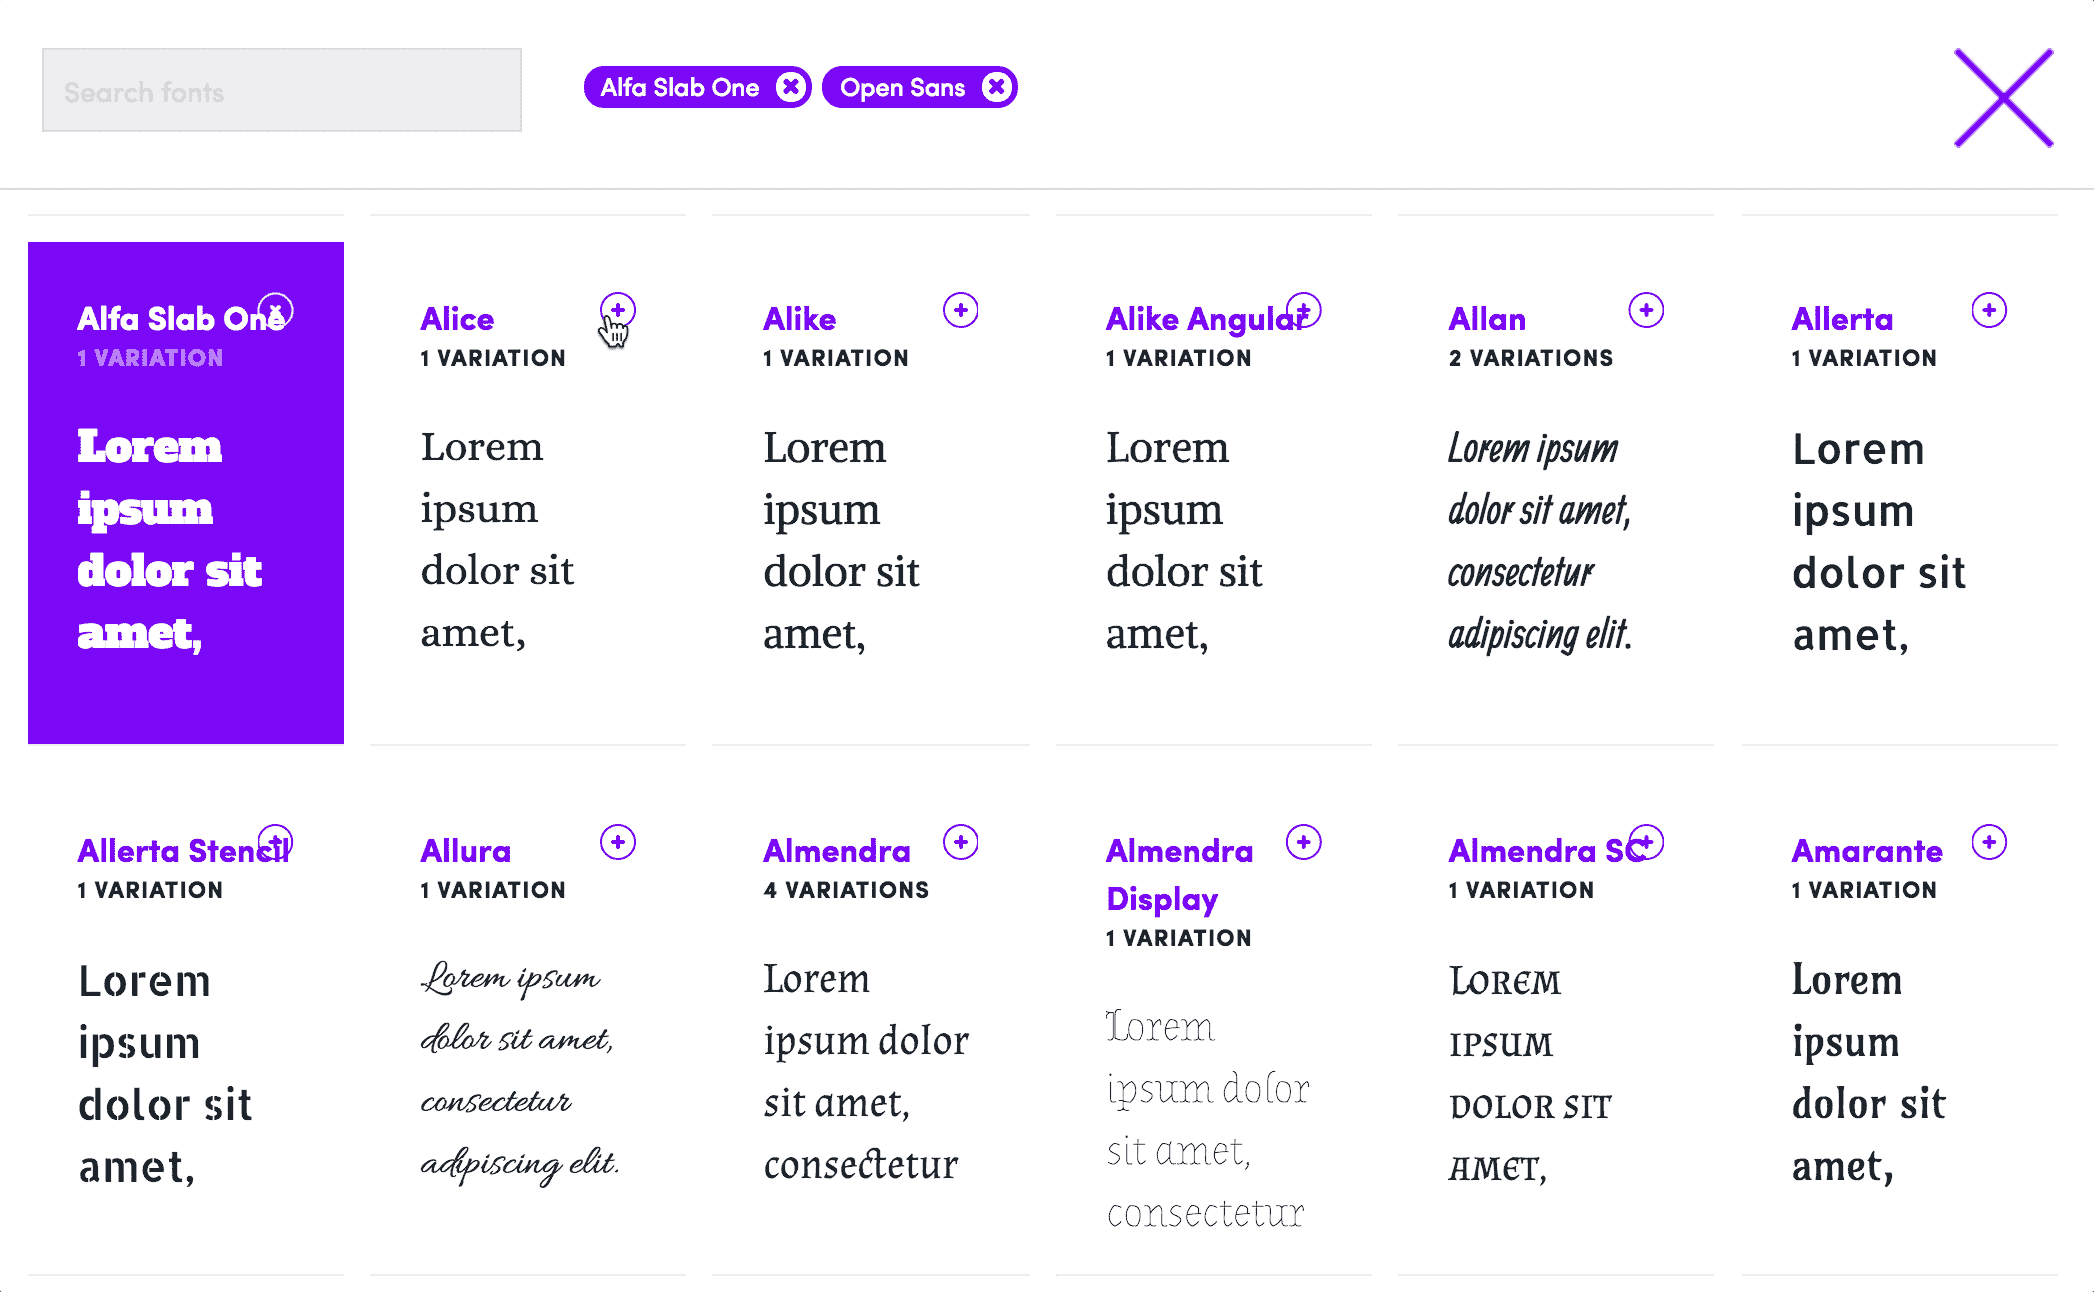 Search fonts
Alfa Slab One
Open Sans
Alfa Slab One
1 VARIATION
Lorem
ipsum
dolor sit
amet,
Alice
1 VARIATION
Lorem
ipsum
dolor sit
amet,
Alike
1 VARIATION
Lorem
ipsum
dolor sit
amet,
Alike Angular
1 VARIATION
Lorem
ipsum
dolor sit
amet,
Allan
2 VARIATIONS
Lorem ipsum
dolor sit amet,
consectetur
adipiscing elit.
Allerta
1 VARIATION
Lorem
ipsum
dolor sit
amet,
Allerta Stencil
1 VARIATION
Lorem
ipsum
dolor sit
amet,
Allura
1 VARIATION
Lorem ipsum
dolor sit amet,
consectetur
adipiscing elit.
Almendra
4 VARIATIONS
Lorem
ipsum dolor
sit amet,
consectetur
Almendra
Display
1 VARIATION
Lorem
ipsum dolor
sit amet,
consectetur
Almendra SC
1 VARIATION
LOREM
IPSUM
DOLOR SIT
AMET,
Amarante
1 VARIATION
Lorem
ipsum
dolor sit
amet,